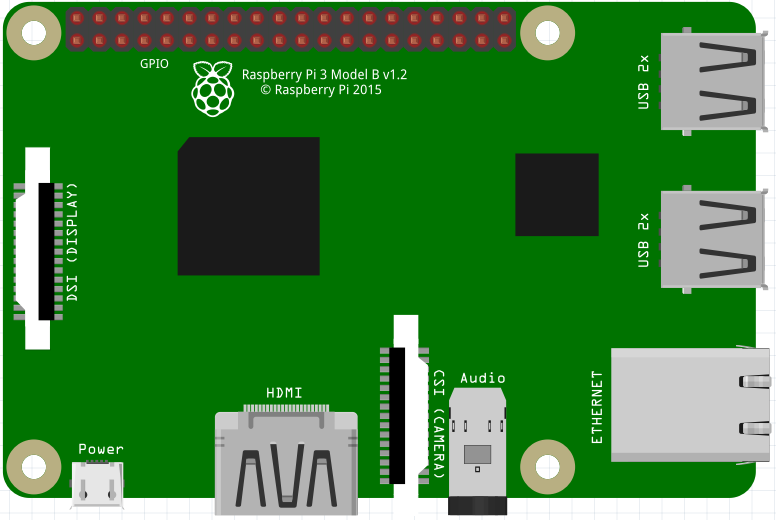 GPIO
Raspberry Pi 3 Model B v1.2
© Raspberry Pi 2015
USB 2x
DSI (DISPLAY)
USB 2x
HDMI
CSI (CAMERA)
Audio
ETHERNET
Power